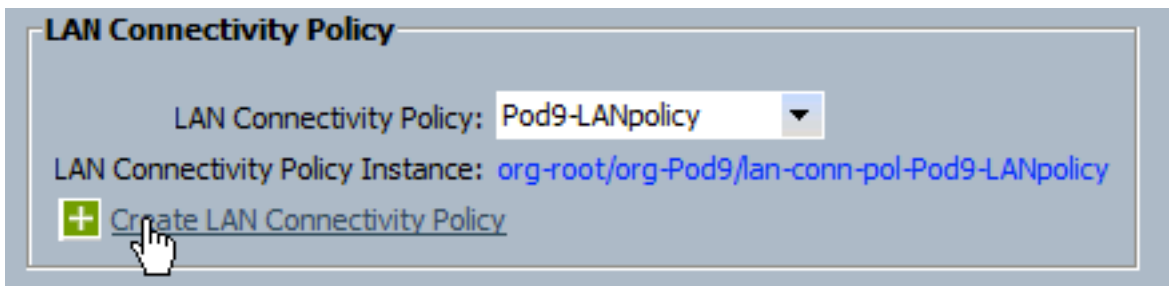 LAN Connectivity Policy
LAN Connectivity Policy: Pod9-LANpolicy
LAN Connectivity Policy Instance: org-root/org-Pod9/lan-conn-pol-Pod9-LANpolicy
Create LAN Connectivity Policy